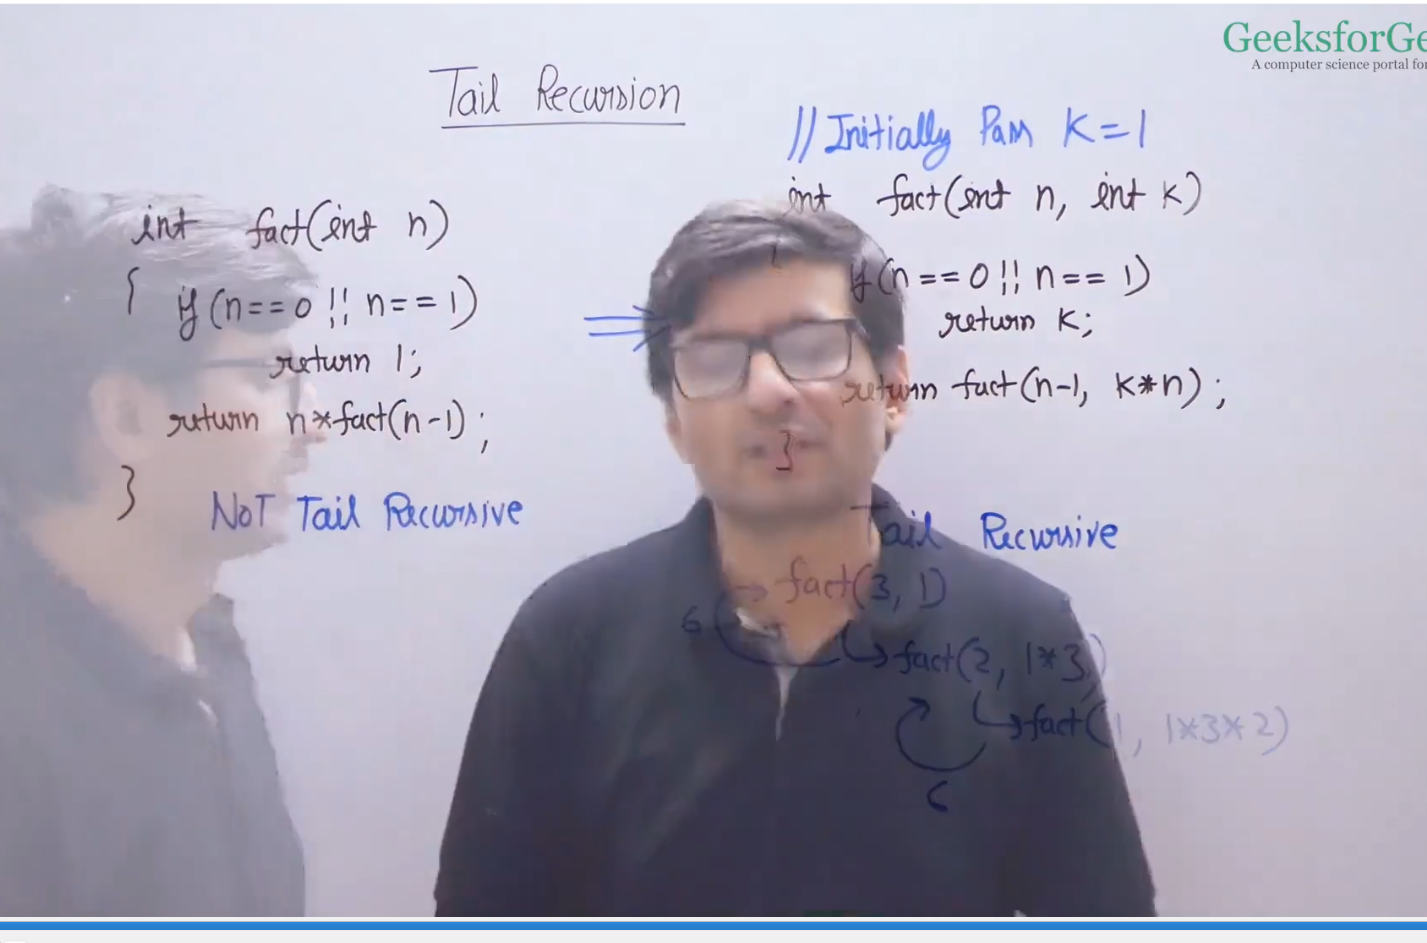 GeeksforGe
A computer science portal for
Tail Recursion
int fact(int n)
{ if (n==0 || n==1)
return 1;
return n*fact(n-1);
}
NOT Tail Recursive
// Initially Pass K=1
int fact(int n, int K)
{
if (n==0 || n==1)
return K;
return fact(n-1, K*n);
}
Tail Recursive
fact(3, 1)
6
fact(2, 1*3)
fact(1, 1*3*2)
6